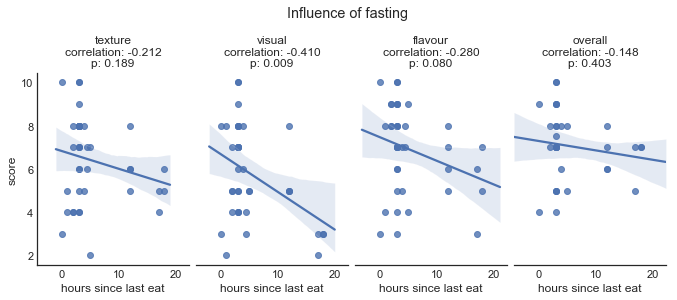 Influence of fasting
texture
correlation: -0.212
p: 0.189
visual
correlation: -0.410
p: 0.009
flavour
correlation: -0.280
p: 0.080
overall
correlation: -0.148
p: 0.403
score
10
8
6
4
2
0
10
20
0
10
20
0
10
20
0
10
20
hours since last eat
hours since last eat
hours since last eat
hours since last eat